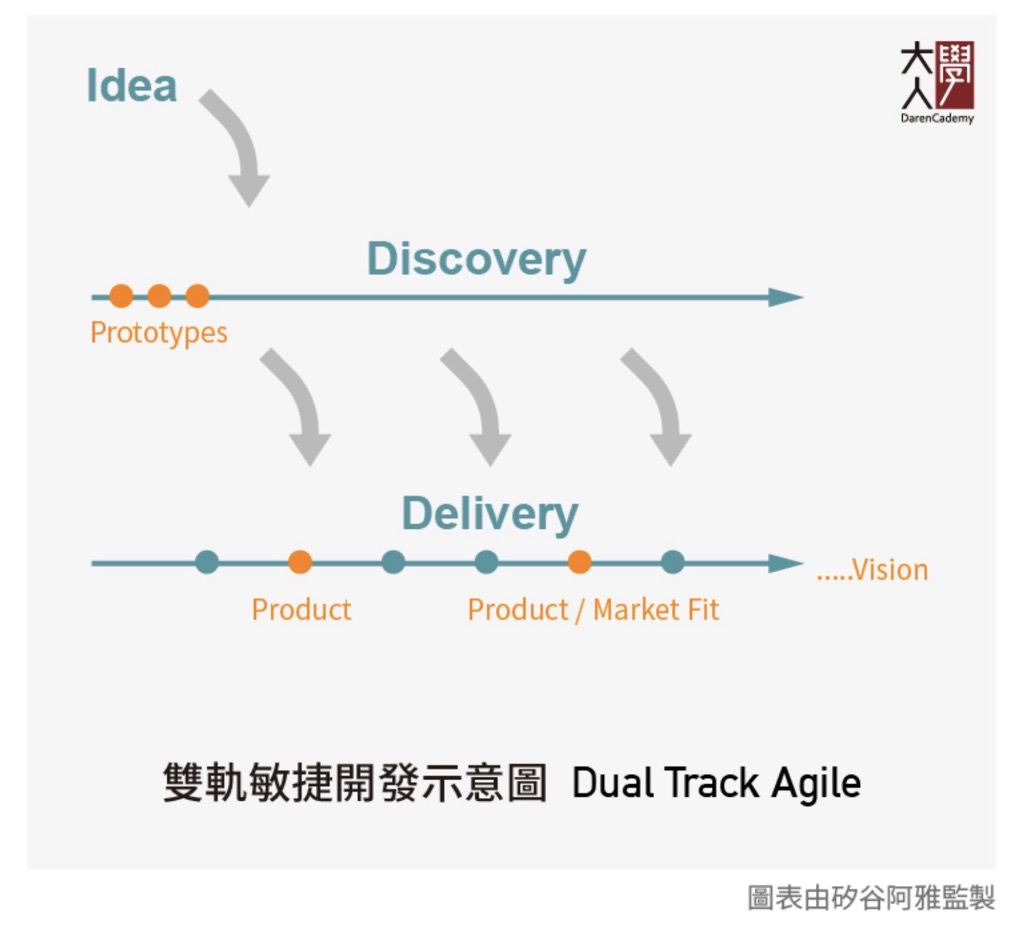 Idea
大人學
DarenCademy
Discovery
Prototypes
Delivery
.....Vision
Product
Product / Market Fit
雙軌敏捷開發示意圖 Dual Track Agile
圖表由矽谷阿雅監製